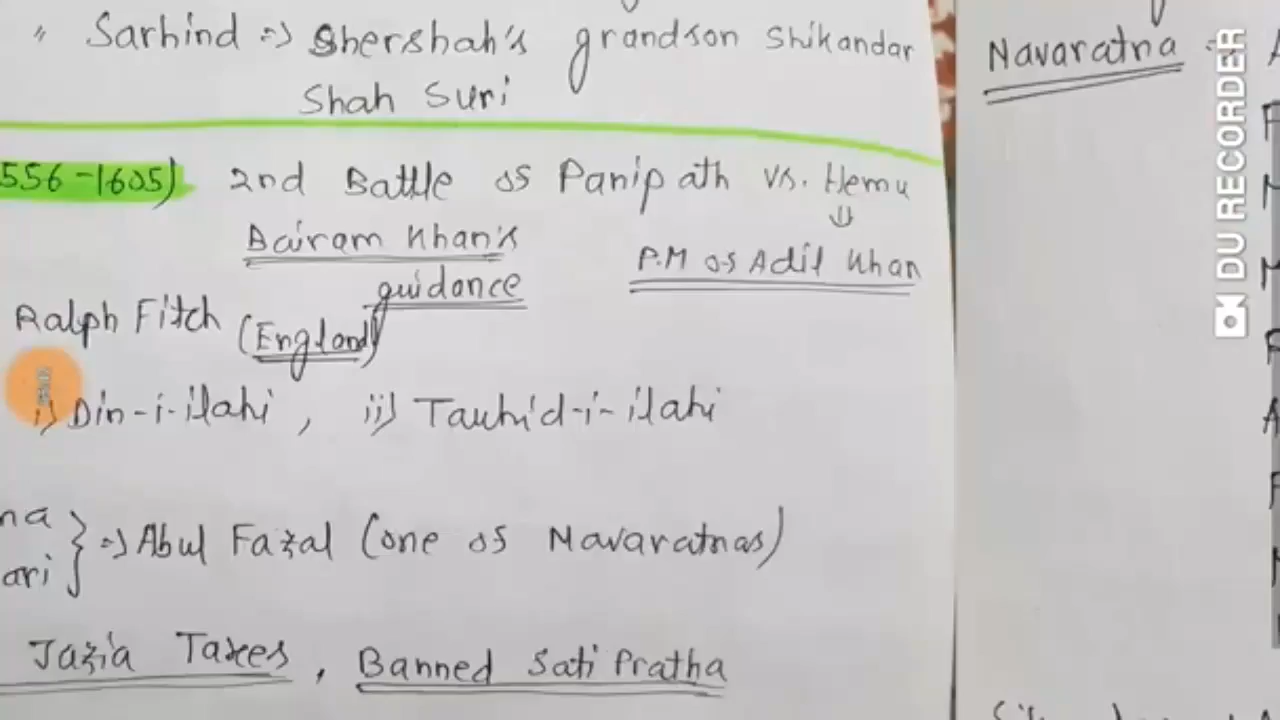 " Sarhind => Shershah's grandson Shikandar
Shah Suri
556-1605) 2nd Battle of Panipath vs. Hemu
Bairam Khan's
guidance
P.M of Adil Khan
Ralph Fitch (England)
i) Din-i-ilahi, ii) Tauhid-i-ilahi
na
ari } => Abul Fazal (one of Navaratnas)
Jazia Taxes, Banned Sati Pratha
Navaratna =>
DU RECORDER